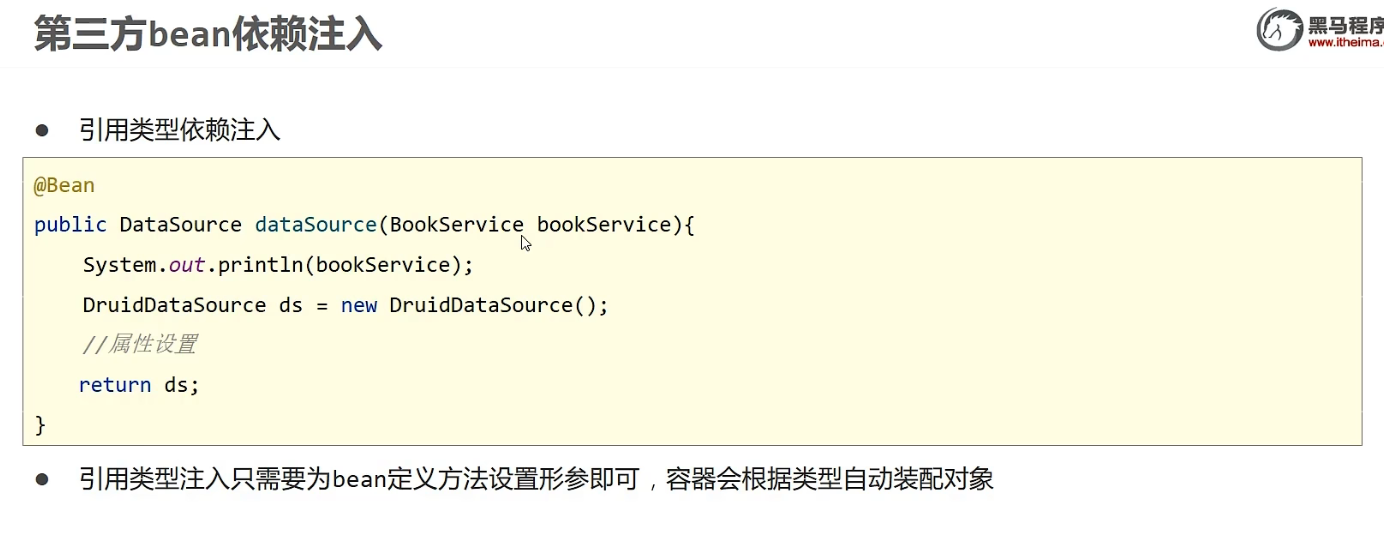 第三方bean依赖注入
黑马程序
www.itheima.
● 引用类型依赖注入
@Bean
public DataSource dataSource(BookService bookService){
System.out.println(bookService);
DruidDataSource ds = new DruidDataSource();
//属性设置
return ds;
}
● 引用类型注入只需要为bean定义方法设置形参即可，容器会根据类型自动装配对象